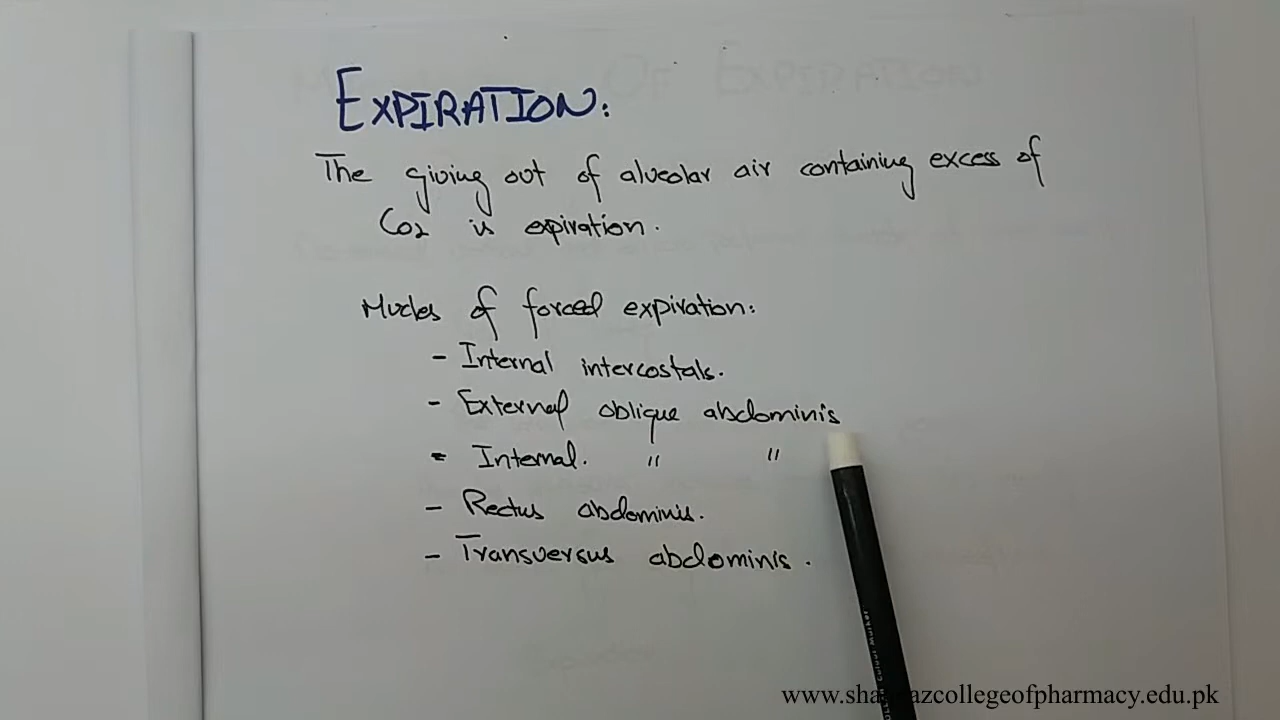 EXPIRATION:
The giving out of alveolar air containing excess of
CO2 is expiration.
Mucles of forced expiration:
- Internal intercostals.
- External oblique abdominis
- Internal. " "
- Rectus abdominis.
- Transversus abdominis.
www.sh
azcollegeofpharmacy.edu.pk